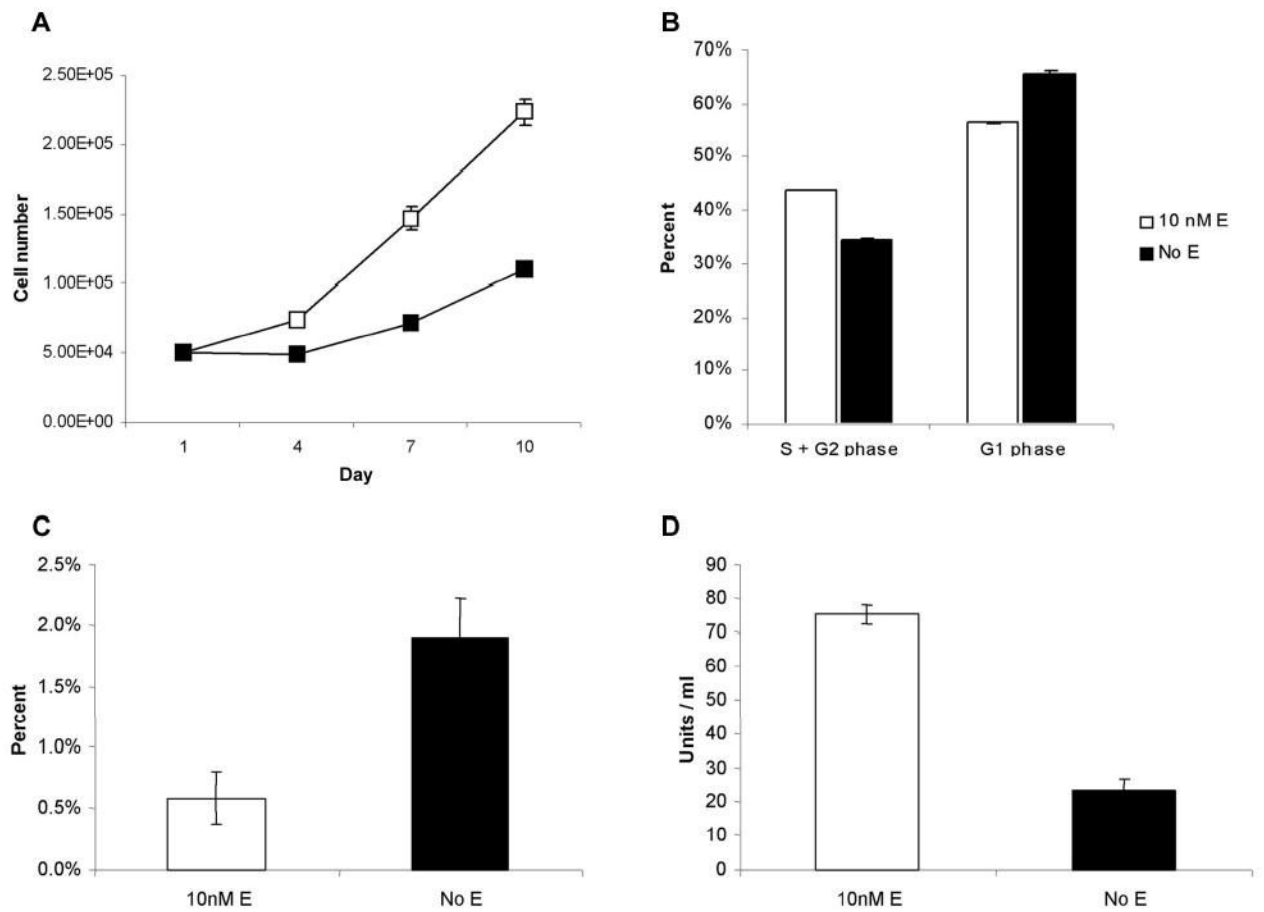 A
2.50E+05
2.00E+05
1.50E+05
1.00E+05
5.00E+04
0.00E+00
Cell number
1 4 7 10
Day
B
70%
60%
50%
40%
30%
20%
10%
0%
Percent
S + G2 phase G1 phase
10 nM E
No E
C
2.5%
2.0%
1.5%
1.0%
0.5%
0.0%
Percent
10nM E No E
D
90
80
70
60
50
40
30
20
10
0
Units / ml
10nM E No E